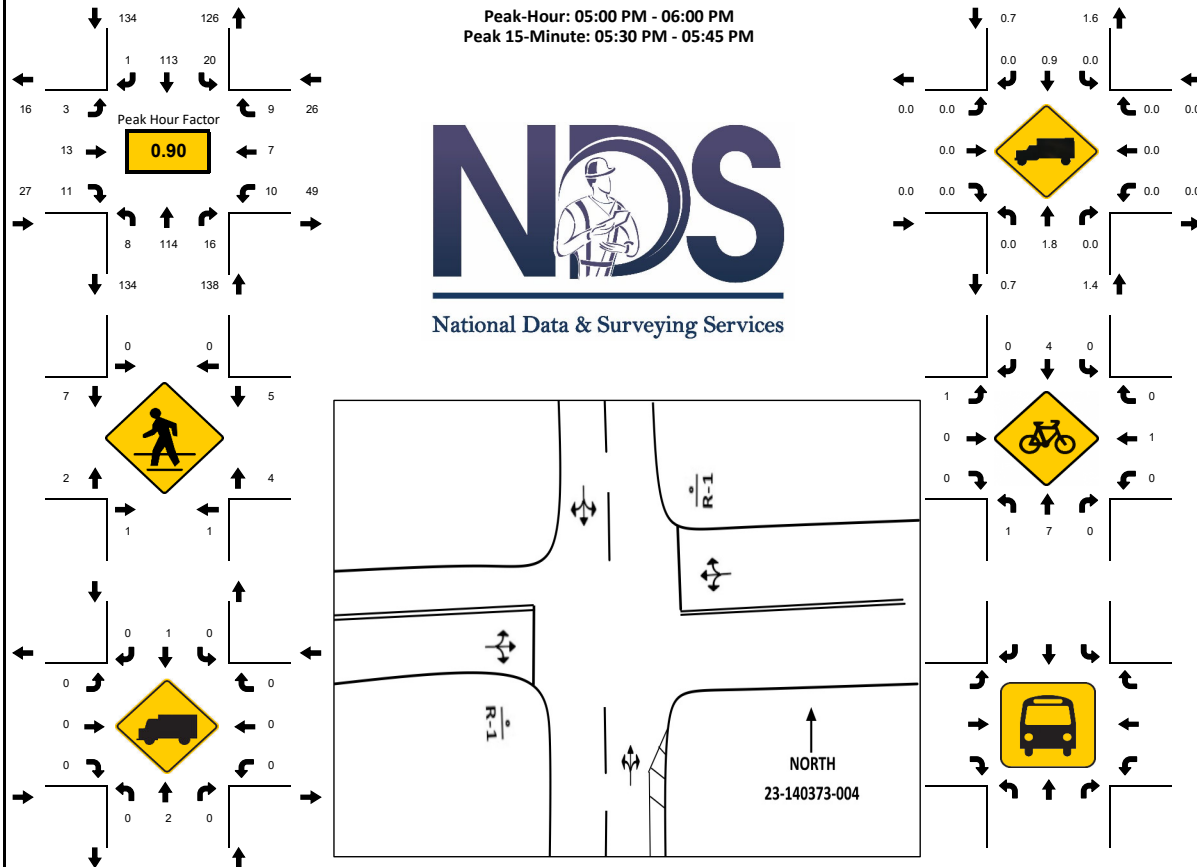 Peak-Hour: 05:00 PM - 06:00 PM
Peak 15-Minute: 05:30 PM - 05:45 PM
134 126
1 113 20
16 3 9 26
Peak Hour Factor
13 0.90 7
27 11 10 49
8 114 16
134 138
0.7 1.6
0.0 0.9 0.0
0.0 0.0 0.0 0.0
0.0 0.0
0.0 0.0 0.0 0.0
0.0 1.8 0.0
0.7 1.4
NDS
National Data & Surveying Services
0 0
7 5
2 4
1 1
0 4 0
1 0
0 1
0 0
1 7 0
0 1 0
0 0
0 0
0 0
0 2 0
R-1
R-1
NORTH
23-140373-004